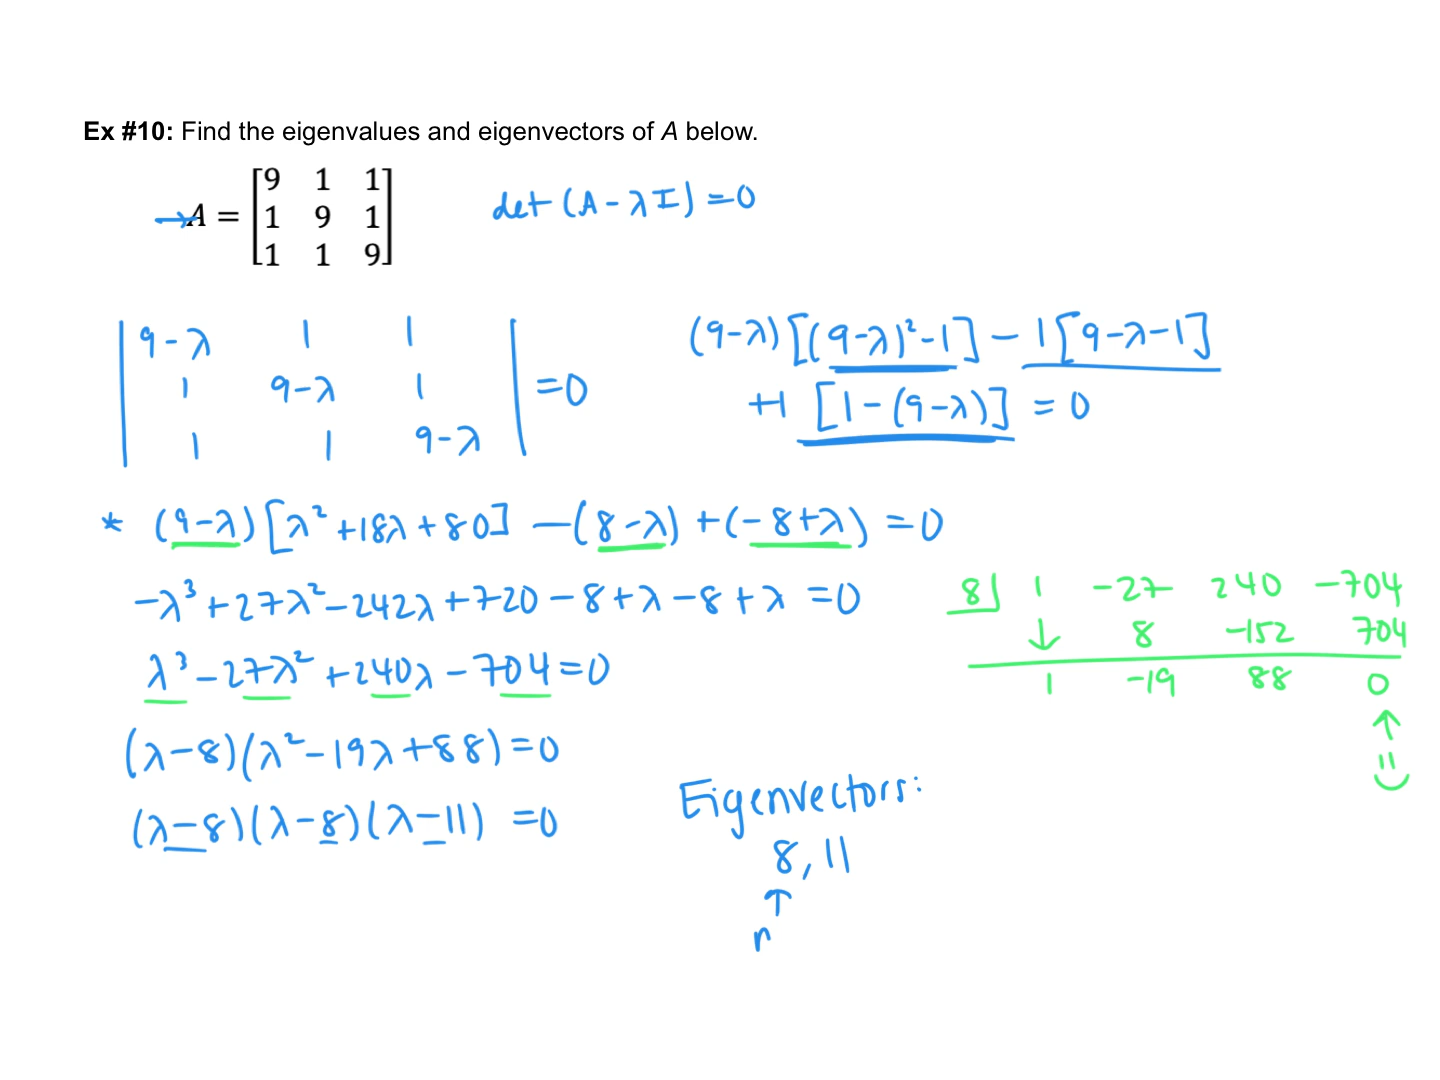 Ex #10: Find the eigenvalues and eigenvectors of A below.
→A = [9 1 1
1 9 1
1 1 9]
det (A - λI) = 0
| 9-λ 1 1 |
| 1 9-λ 1 | = 0
| 1 1 9-λ |
(9-λ)[(9-λ)²-1] - 1[9-λ-1]
+1 [1-(9-λ)] = 0
* (9-λ)[λ²+18λ+80] -(8-λ) +(-8+λ) = 0
-λ³+27λ²-242λ+720-8+λ-8+λ = 0
λ³-27λ²+240λ-704=0
(λ-8)(λ²-19λ+88)=0
(λ-8)(λ-8)(λ-11) =0
8| 1 -27 240 -704
↓ 8 -152 704
1 -19 88 0
↑
Eigenvectors:
8, 11
↑
r